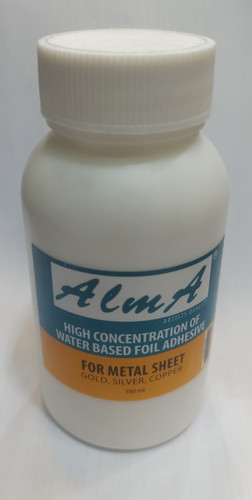 AlmA®
ARTISTS QUALITY
HIGH CONCENTRATION OF
WATER BASED FOIL ADHESIVE
FOR METAL SHEET
GOLD, SILVER, COPPER